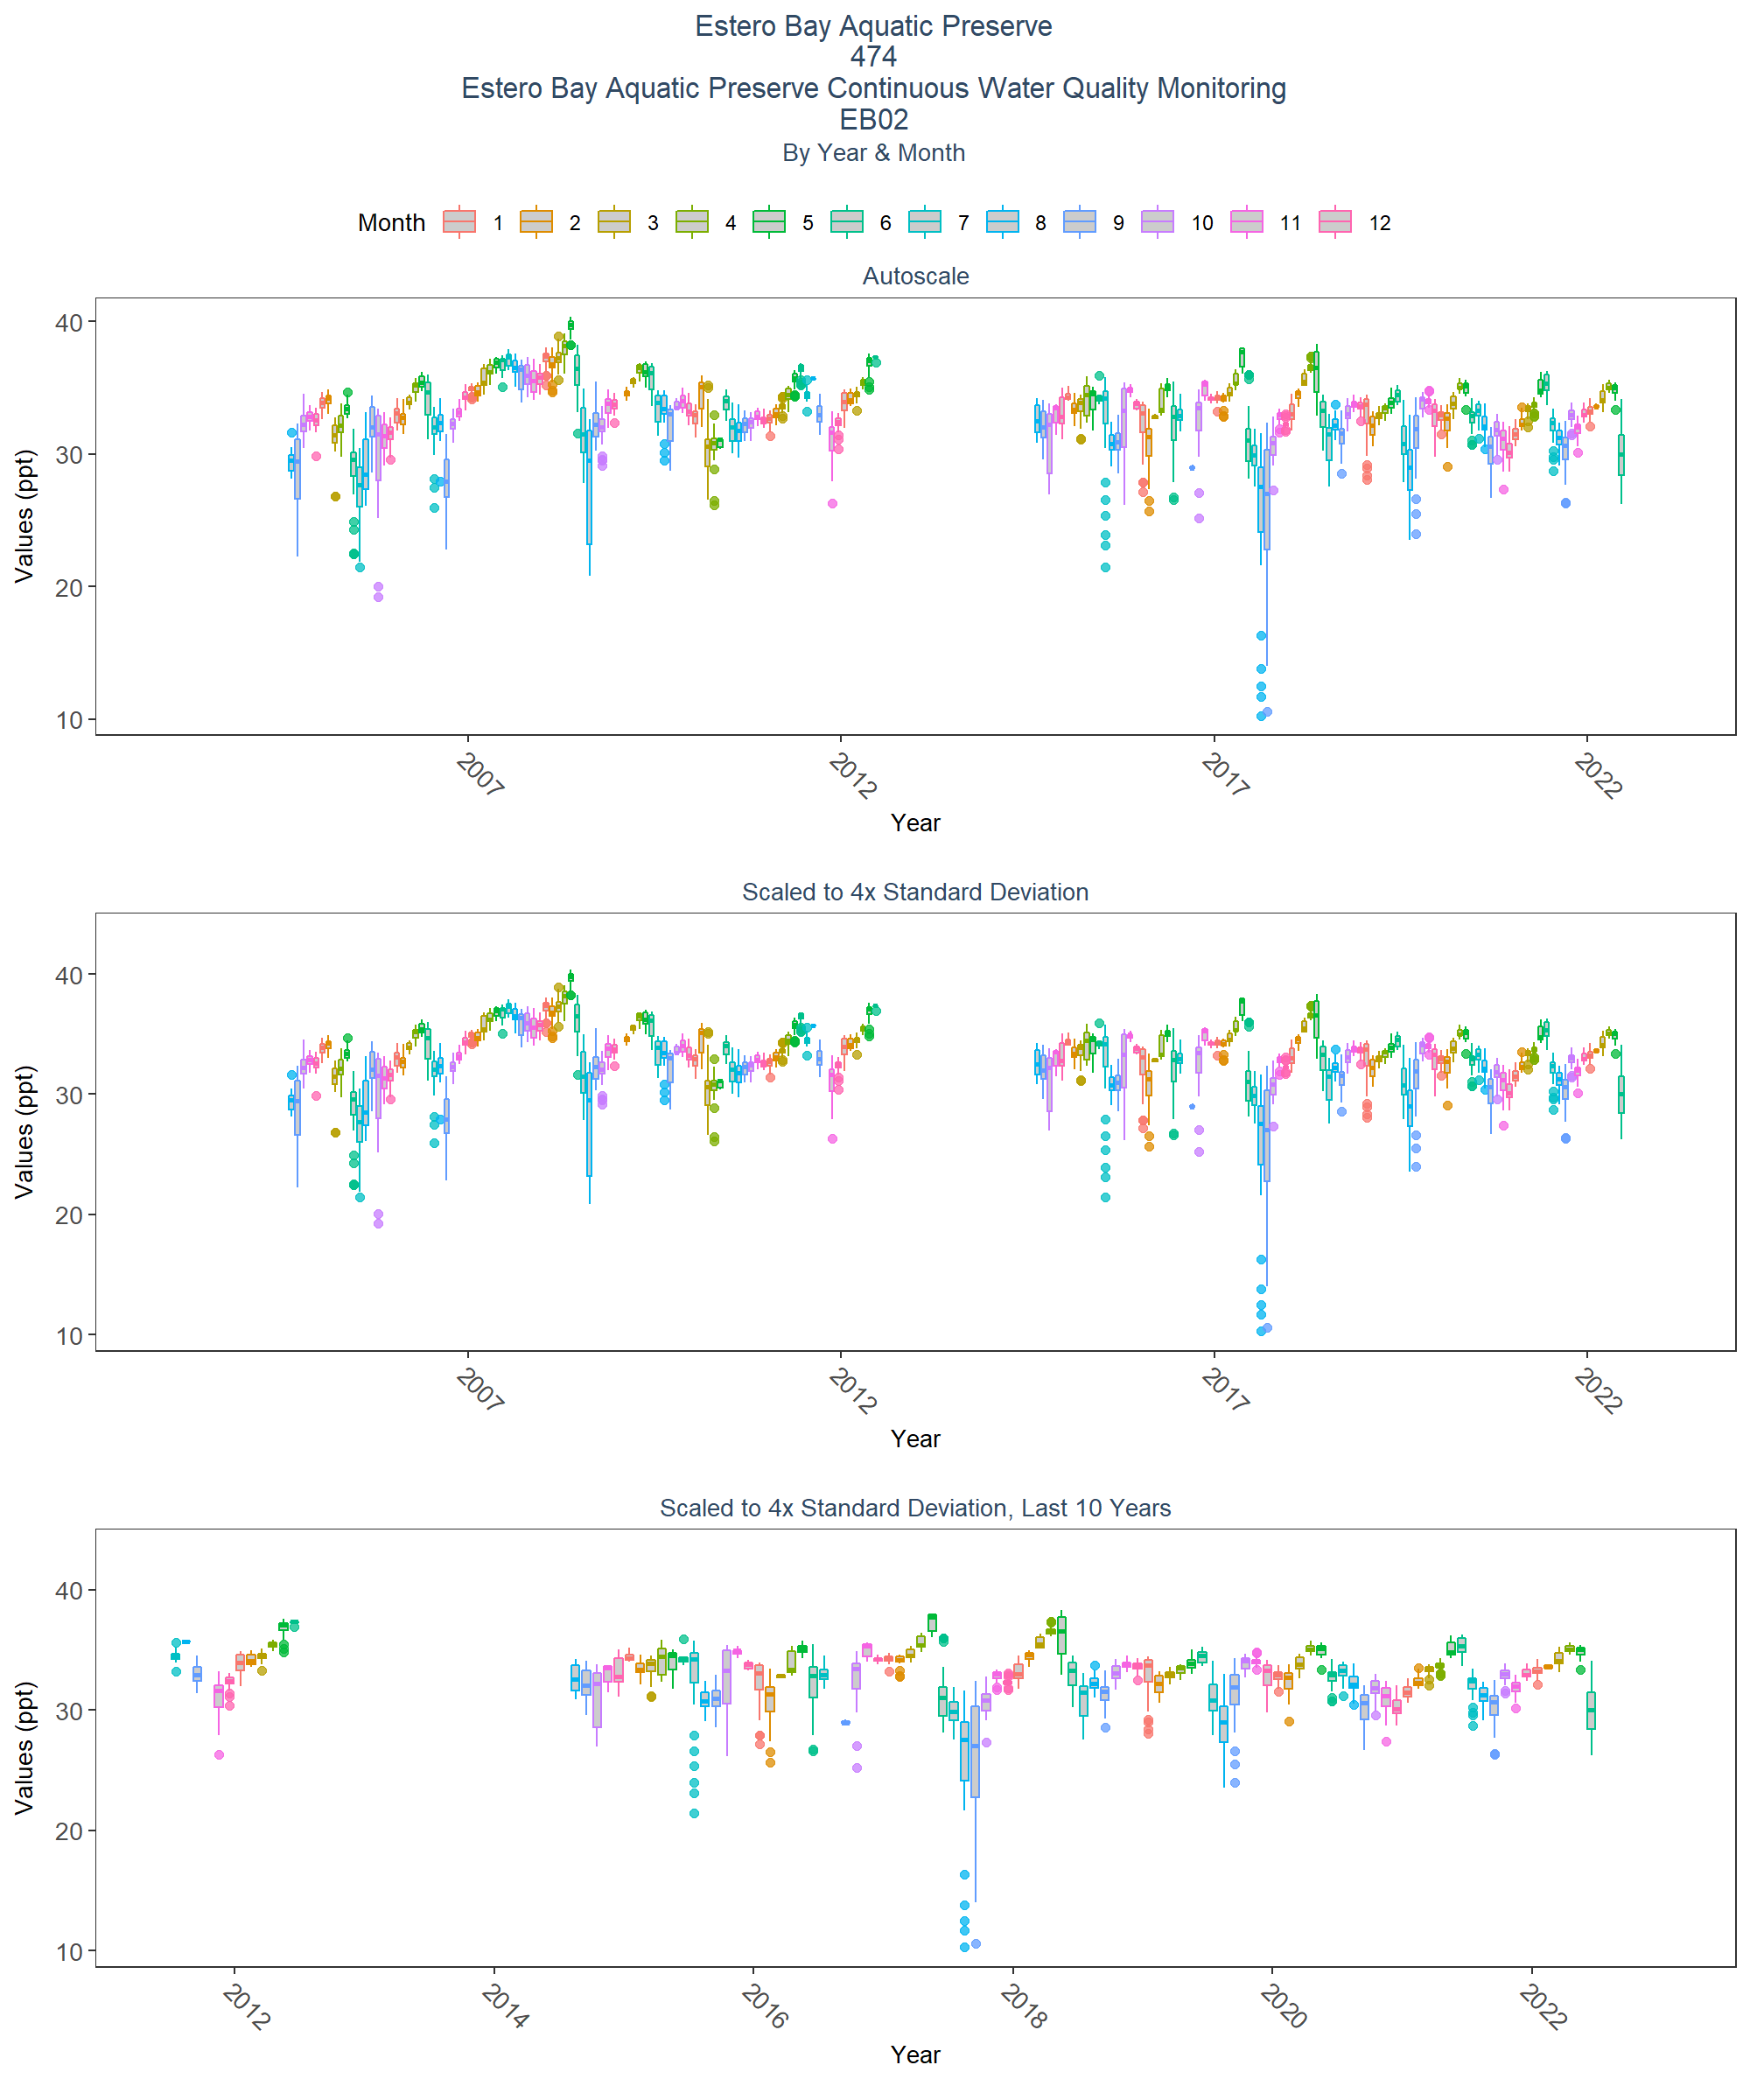 Estero Bay Aquatic Preserve
474
Estero Bay Aquatic Preserve Continuous Water Quality Monitoring
EB02
By Year & Month
Month 1 2 3 4 5 6 7 8 9 10 11 12
Autoscale
Values (ppt)
40
30
20
10
2007 2012 2017 2022
Year
Scaled to 4x Standard Deviation
Values (ppt)
40
30
20
10
2007 2012 2017 2022
Year
Scaled to 4x Standard Deviation, Last 10 Years
Values (ppt)
40
30
20
10
2012 2014 2016 2018 2020 2022
Year